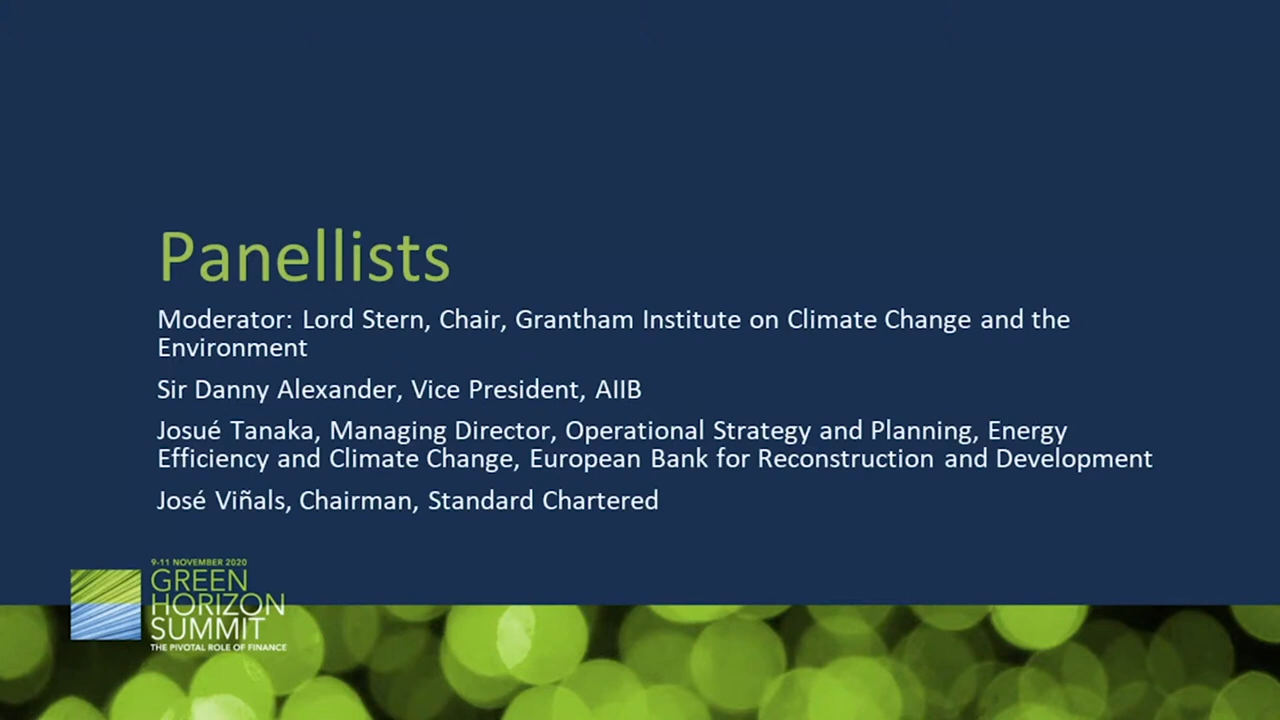 Panellists
Moderator: Lord Stern, Chair, Grantham Institute on Climate Change and the
Environment
Sir Danny Alexander, Vice President, AIIB
Josué Tanaka, Managing Director, Operational Strategy and Planning, Energy
Efficiency and Climate Change, European Bank for Reconstruction and Development
José Viñals, Chairman, Standard Chartered
9-11 NOVEMBER 2020
GREEN
HORIZON
SUMMIT
THE PIVOTAL ROLE OF FINANCE